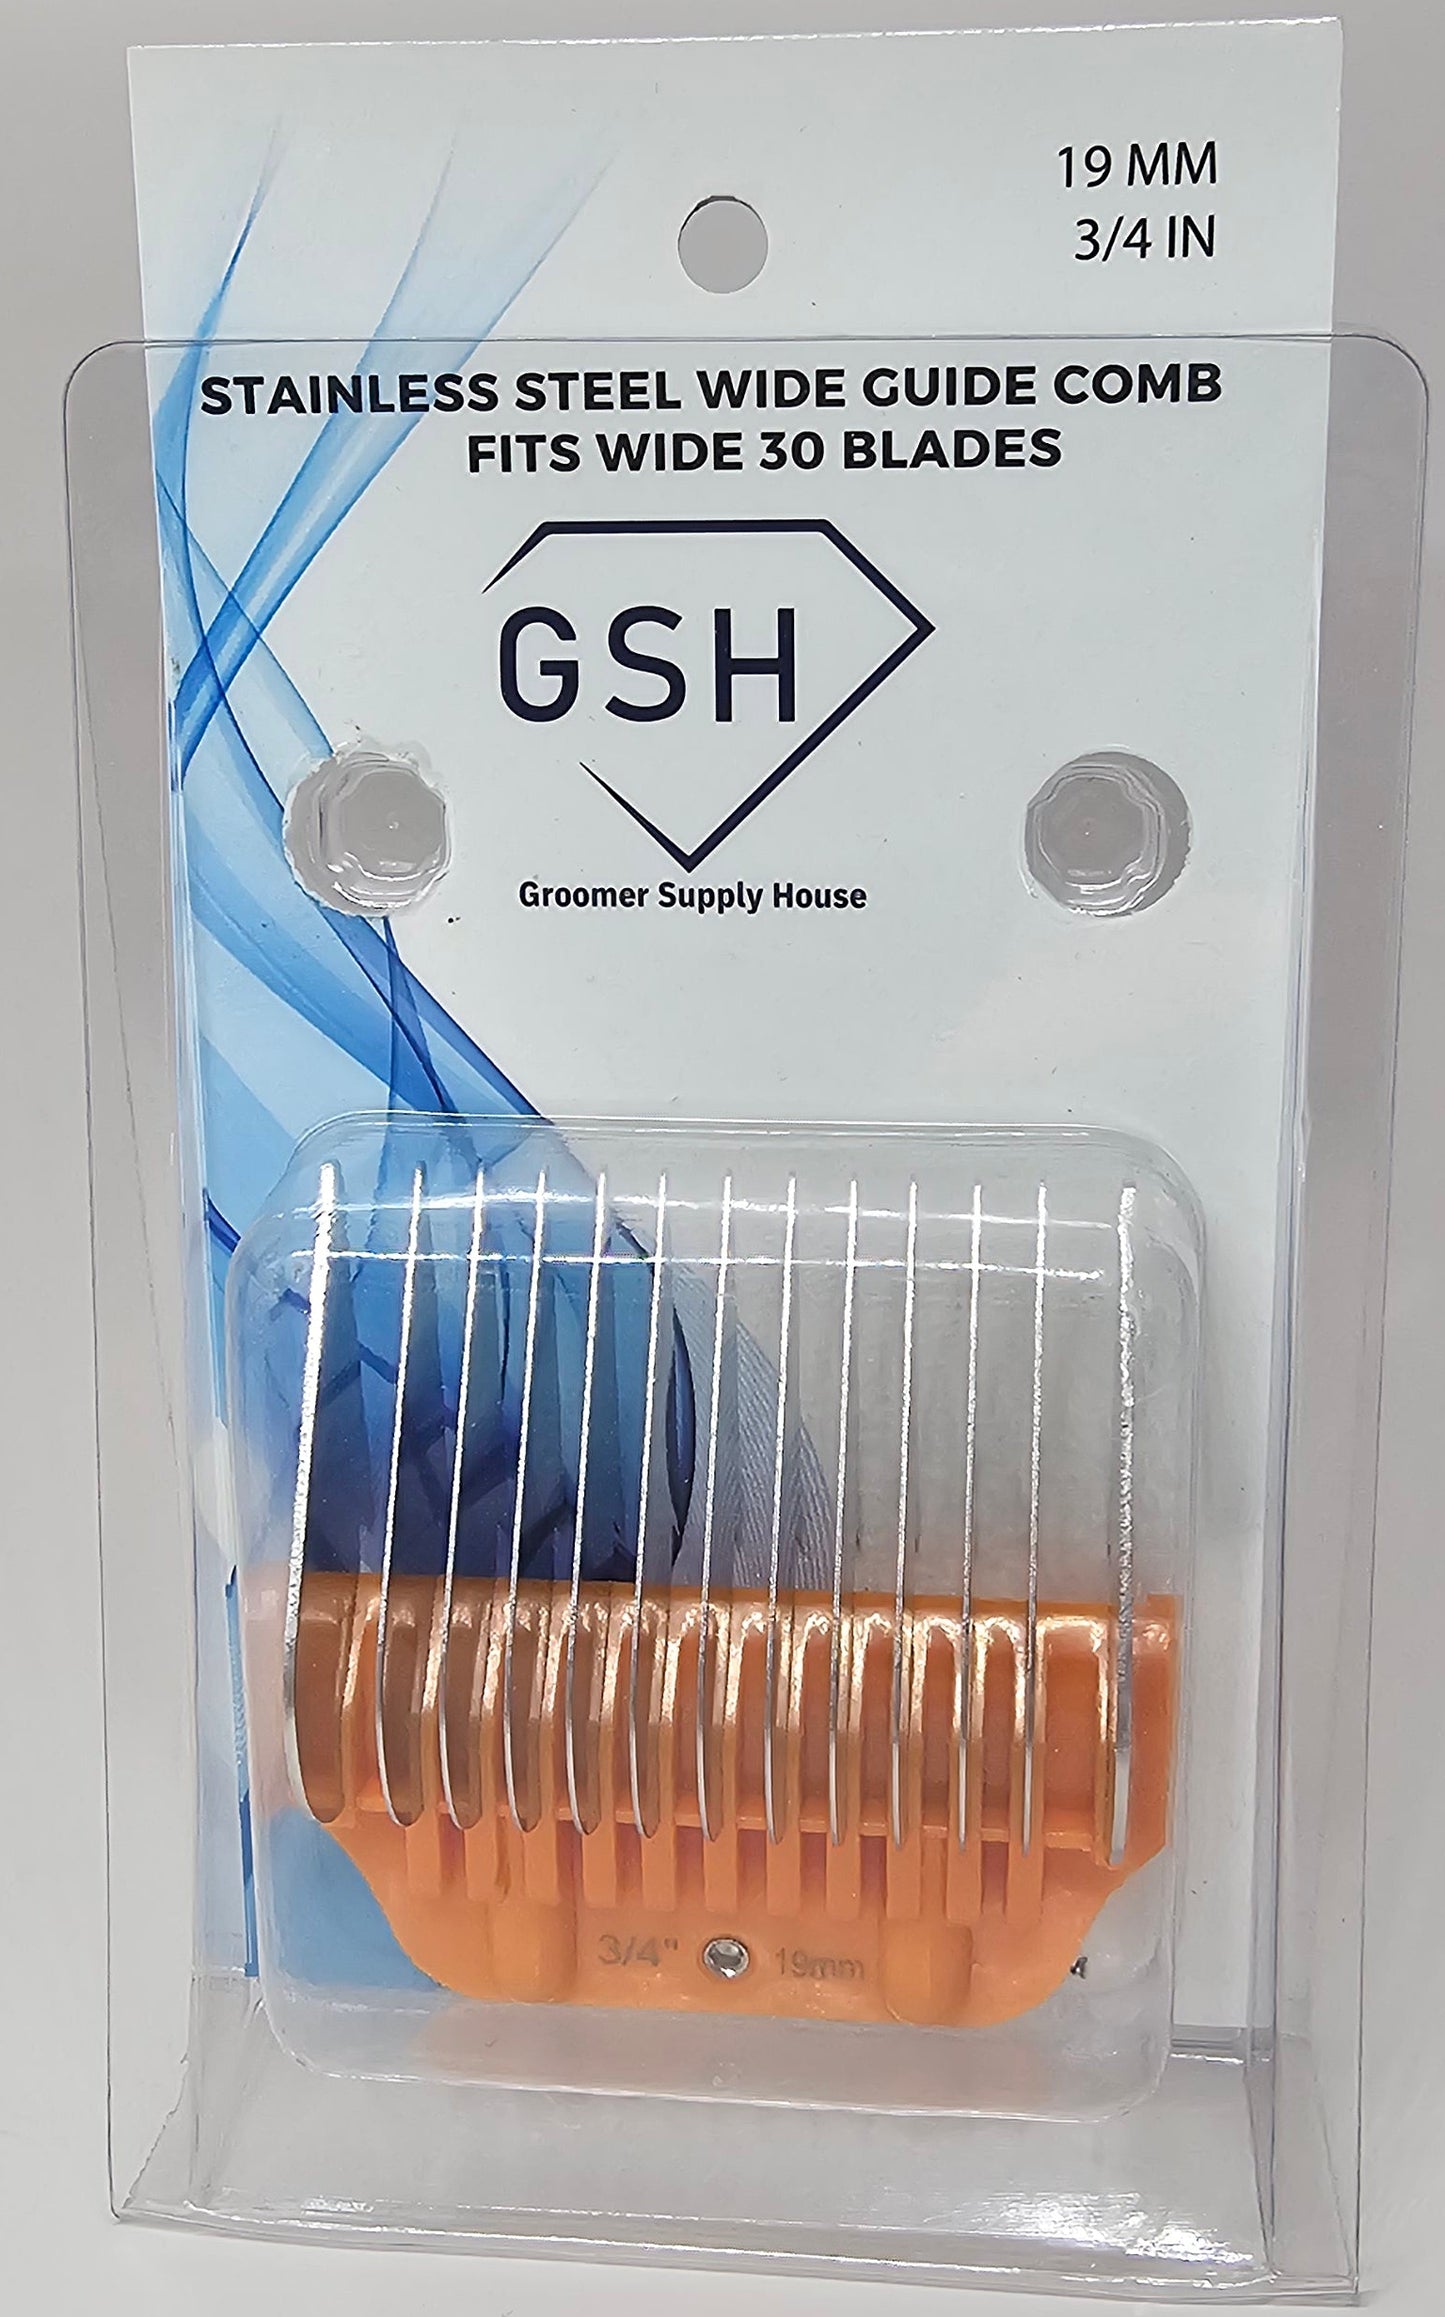 19 MM
3/4 IN
STAINLESS STEEL WIDE GUIDE COMB
FITS WIDE 30 BLADES
GSH
Groomer Supply House
3/4" 19mm